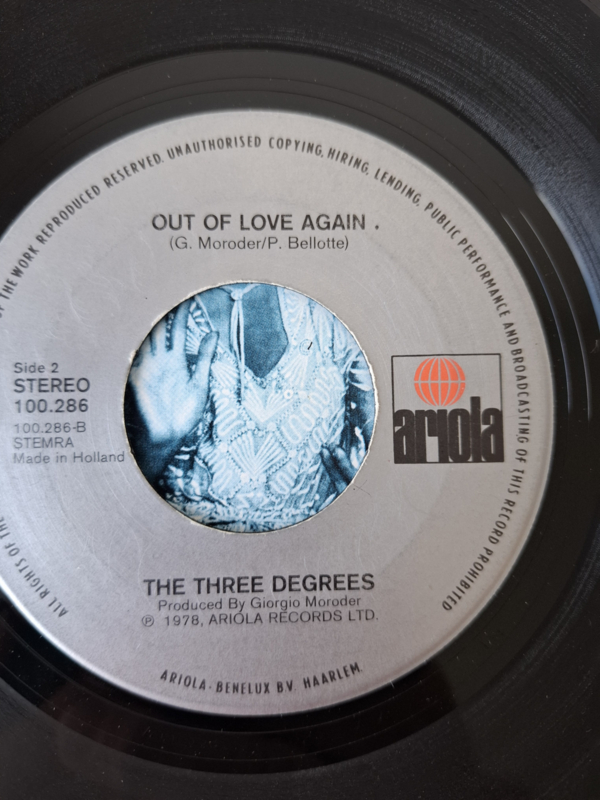 OUT OF LOVE AGAIN .
(G. Moroder/P. Bellotte)
Side 2
STEREO
100.286
100.286-B
STEMRA
Made in Holland
ariola
THE THREE DEGREES
Produced By Giorgio Moroder
℗ 1978, ARIOLA RECORDS LTD.
ALL RIGHTS OF THE
THE WORK REPRODUCED RESERVED. UNAUTHORISED COPYING, HIRING, LENDING, PUBLIC PERFORMANCE AND BROADCASTING OF THIS RECORD PROHIBITED
ARIOLA-BENELUX BV HAARLEM